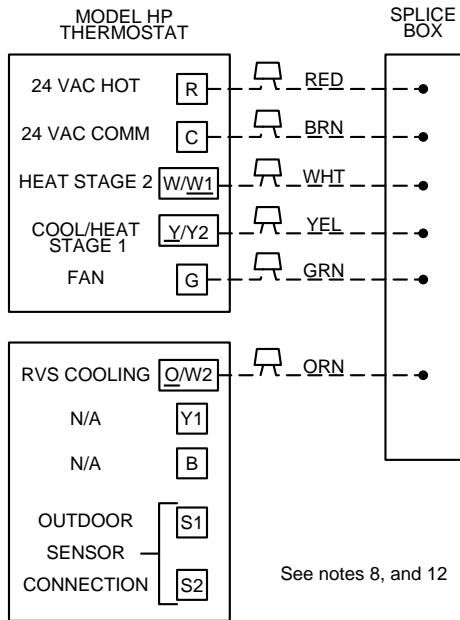 MODEL HP
THERMOSTAT
SPLICE
BOX
24 VAC HOT R RED
24 VAC COMM C BRN
HEAT STAGE 2 W/W1 WHT
COOL/HEAT
STAGE 1 Y/Y2 YEL
FAN G GRN
RVS COOLING O/W2 ORN
N/A Y1
N/A B
OUTDOOR S1
SENSOR
CONNECTION S2
See notes 8, and 12